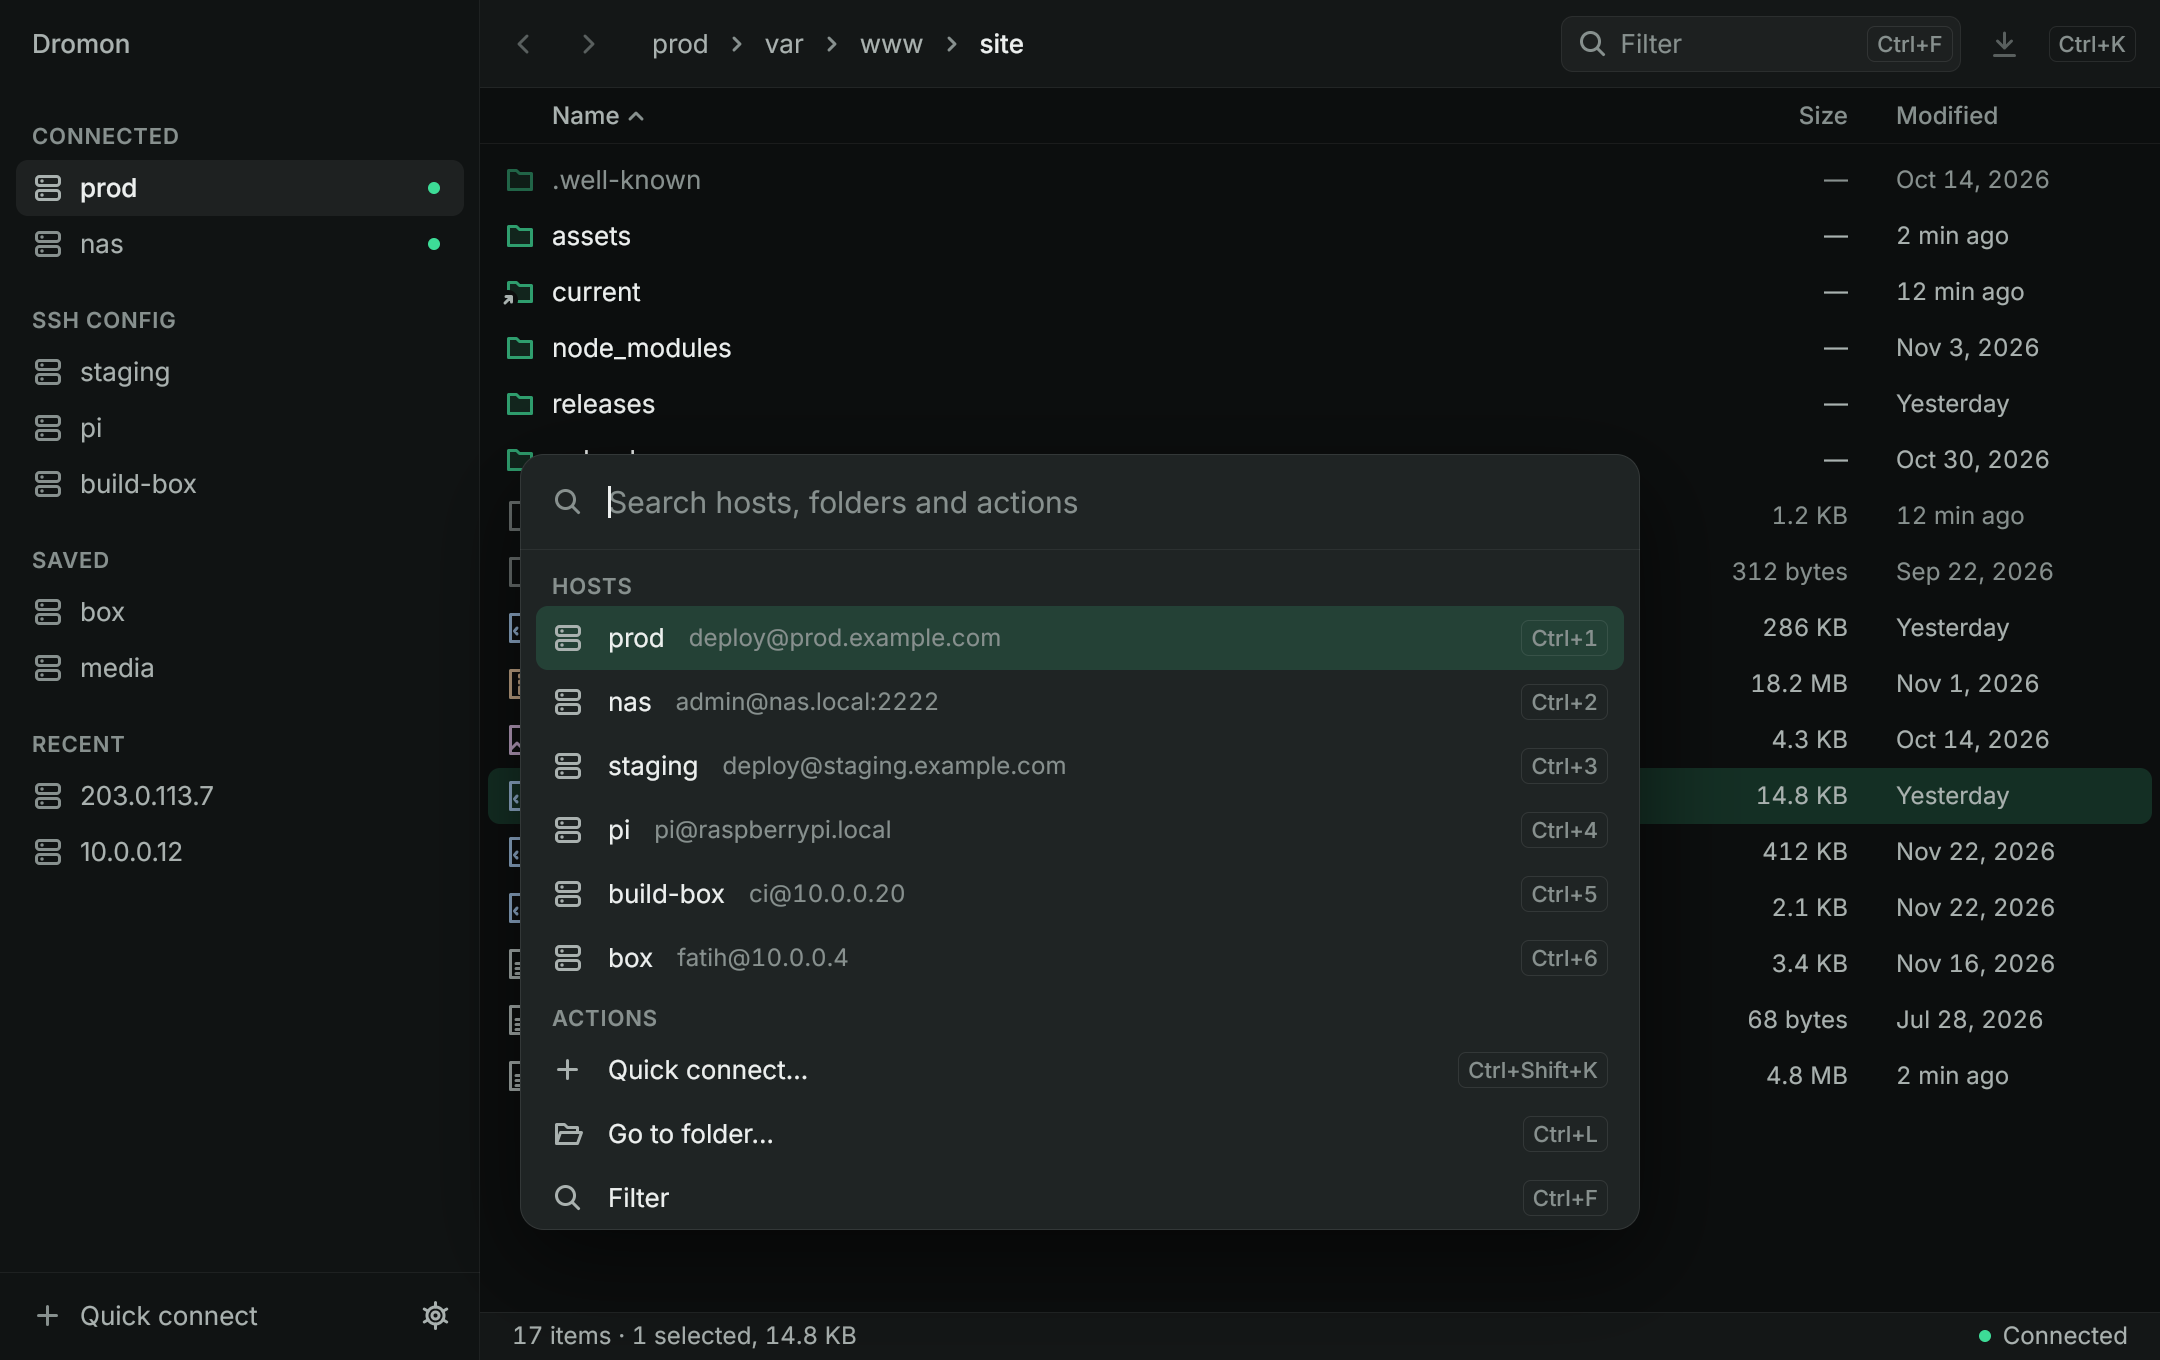 Dromon
CONNECTED
prod
nas
SSH CONFIG
staging
pi
build-box
SAVED
box
media
RECENT
203.0.113.7
10.0.0.12
Quick connect
prod > var > www > site
Filter Ctrl+F Ctrl+K
Name Size Modified
.well-known — Oct 14, 2026
assets — 2 min ago
current — 12 min ago
node_modules — Nov 3, 2026
releases — Yesterday
— Oct 30, 2026
1.2 KB 12 min ago
312 bytes Sep 22, 2026
286 KB Yesterday
18.2 MB Nov 1, 2026
4.3 KB Oct 14, 2026
14.8 KB Yesterday
412 KB Nov 22, 2026
2.1 KB Nov 22, 2026
3.4 KB Nov 16, 2026
68 bytes Jul 28, 2026
4.8 MB 2 min ago
Search hosts, folders and actions
HOSTS
prod deploy@prod.example.com Ctrl+1
nas admin@nas.local:2222 Ctrl+2
staging deploy@staging.example.com Ctrl+3
pi pi@raspberrypi.local Ctrl+4
build-box ci@10.0.0.20 Ctrl+5
box fatih@10.0.0.4 Ctrl+6
ACTIONS
Quick connect... Ctrl+Shift+K
Go to folder... Ctrl+L
Filter Ctrl+F
17 items · 1 selected, 14.8 KB
Connected